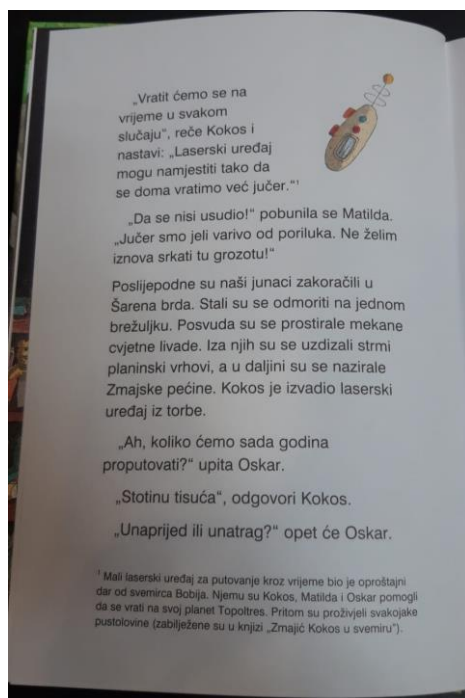 „Vratit ćemo se na
vrijeme u svakom
slučaju“, reče Kokos i
nastavi: „Laserski uređaj
mogu namjestiti tako da
se doma vratimo već jučer.“¹
„Da se nisi usudio!“ pobunila se Matilda.
„Jučer smo jeli varivo od poriluka. Ne želim
iznova srkati tu grozotu!“
Poslijepodne su naši junaci zakoračili u
Šarena brda. Stali su se odmoriti na jednom
brežuljku. Posvuda su se prostirale mekane
cvjetne livade. Iza njih su se uzdizali strmi
planinski vrhovi, a u daljini su se nazirale
Zmajske pećine. Kokos je izvadio laserski
uređaj iz torbe.
„Ah, koliko ćemo sada godina
proputovati?“ upita Oskar.
„Stotinu tisuća“, odgovori Kokos.
„Unaprijed ili unatrag?“ opet će Oskar.
¹ Mali laserski uređaj za putovanje kroz vrijeme bio je oproštajni
dar od svemirca Bobija. Njemu su Kokos, Matilda i Oskar pomogli
da se vrati na svoj planet Topoltres. Pritom su proživjeli svakojake
pustolovine (zabilježene su u knjizi „Zmajić Kokos u svemiru“).